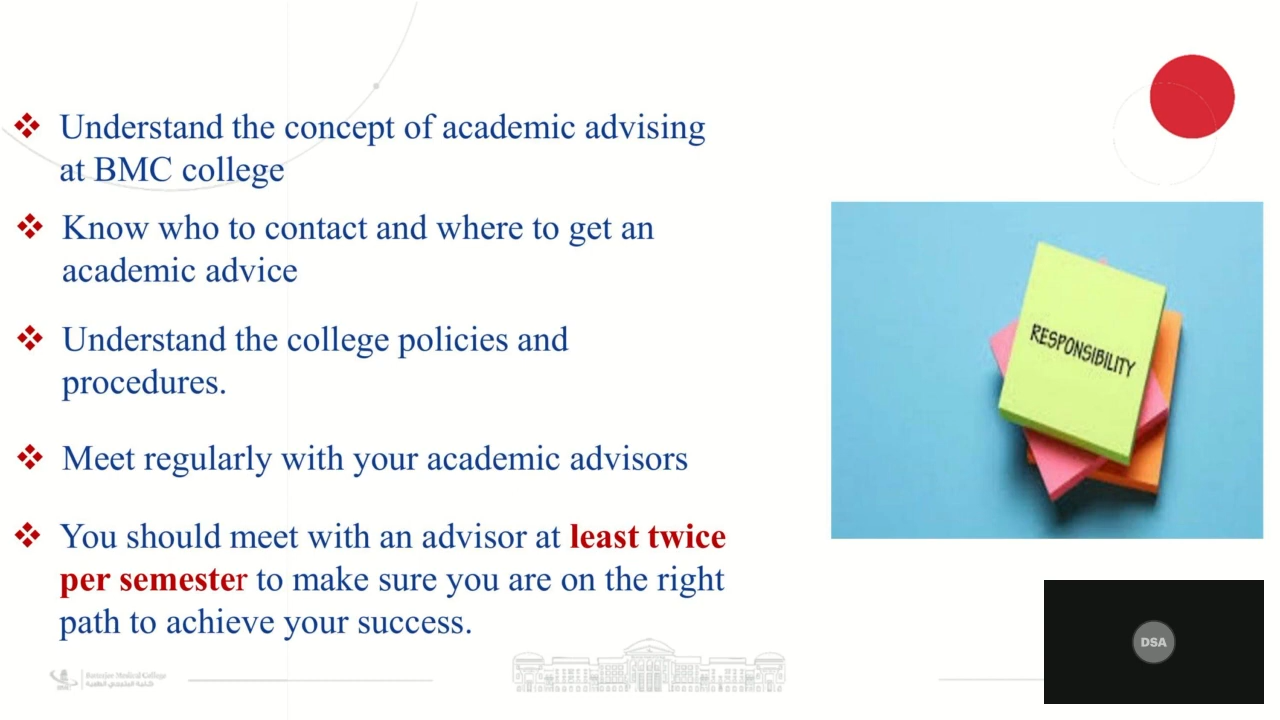 Understand the concept of academic advising
at BMC college
Know who to contact and where to get an
academic advice
Understand the college policies and
procedures.
Meet regularly with your academic advisors
You should meet with an advisor at least twice
per semester to make sure you are on the right
path to achieve your success.
RESPONSIBILITY
DSA
Medical College